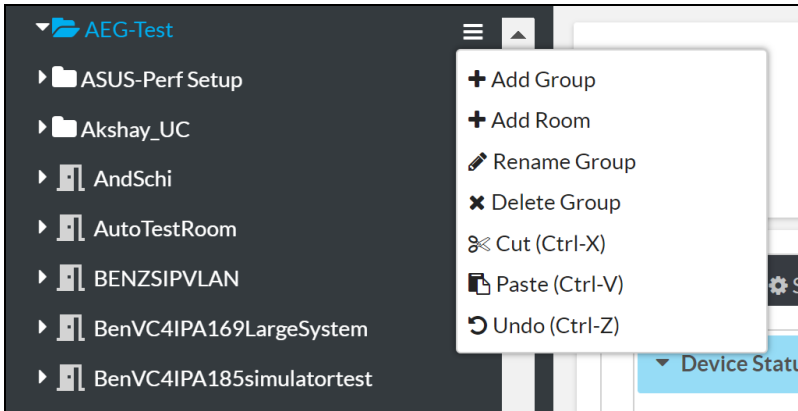 AEG-Test
ASUS-Perf Setup
Akshay_UC
AndSchi
AutoTestRoom
BENZSIPVLAN
BenVC4IPA169LargeSystem
BenVC4IPA185simulatortest
Add Group
Add Room
Rename Group
Delete Group
Cut (Ctrl-X)
Paste (Ctrl-V)
Undo (Ctrl-Z)
S
Device Statu